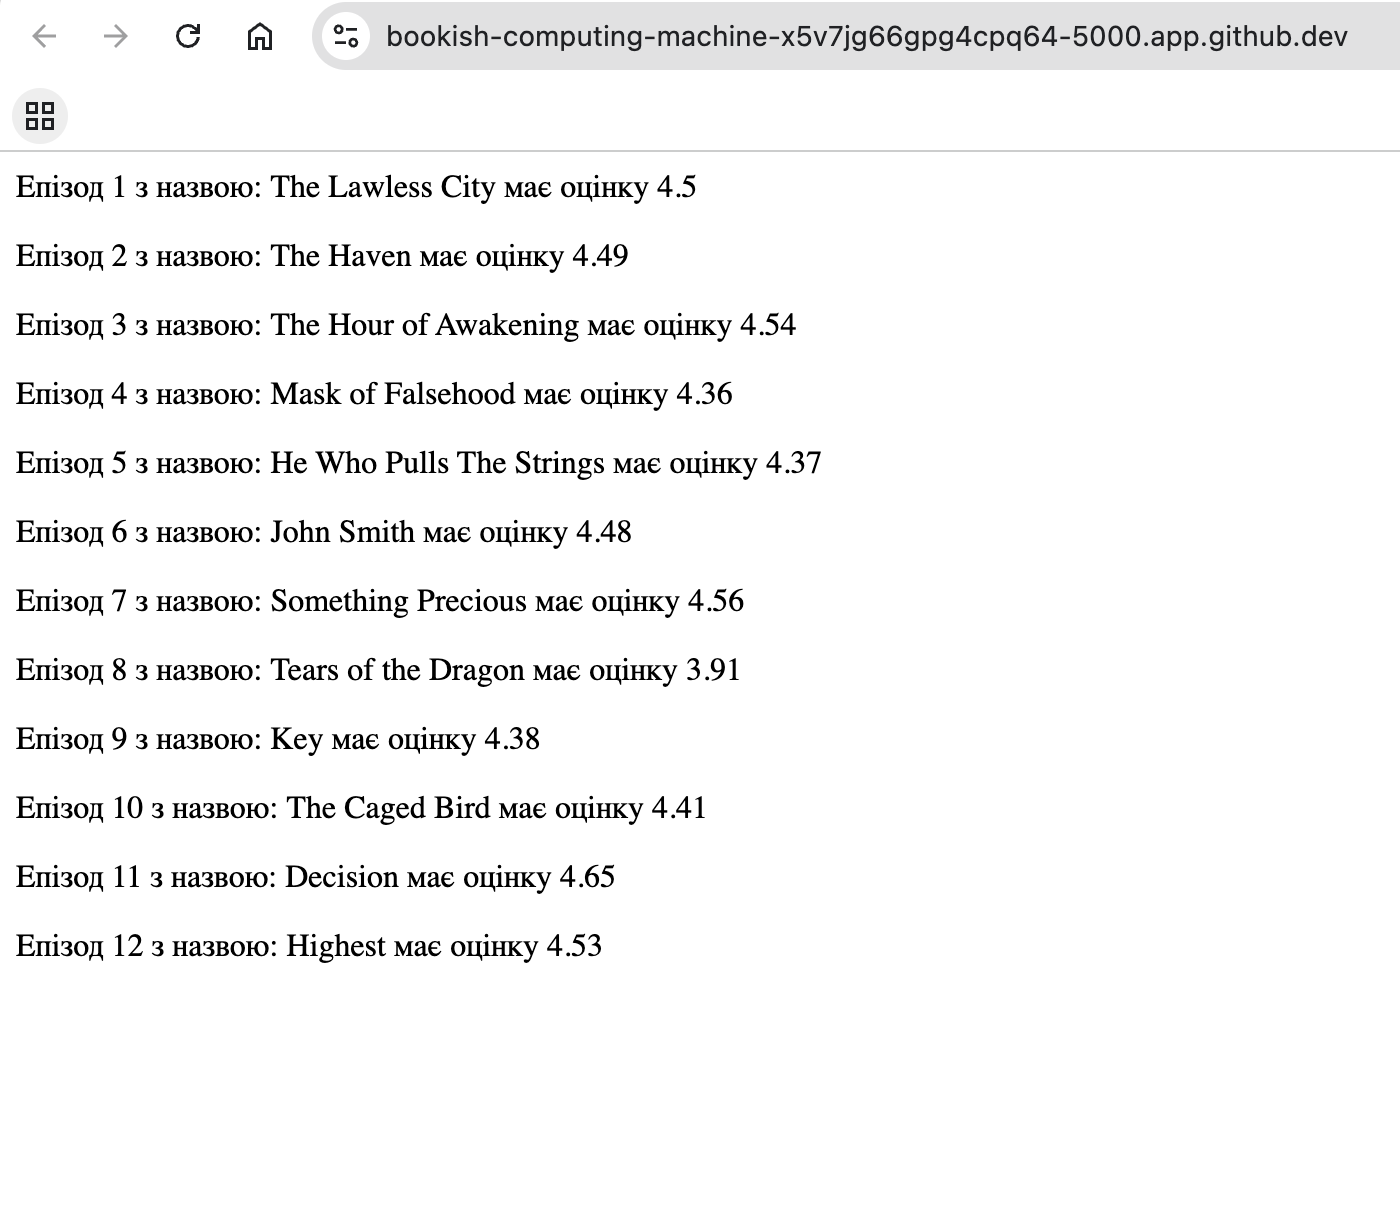 bookish-computing-machine-x5v7jg66gpg4cpq64-5000.app.github.dev
Епізод 1 з назвою: The Lawless City має оцінку 4.5
Епізод 2 з назвою: The Haven має оцінку 4.49
Епізод 3 з назвою: The Hour of Awakening має оцінку 4.54
Епізод 4 з назвою: Mask of Falsehood має оцінку 4.36
Епізод 5 з назвою: He Who Pulls The Strings має оцінку 4.37
Епізод 6 з назвою: John Smith має оцінку 4.48
Епізод 7 з назвою: Something Precious має оцінку 4.56
Епізод 8 з назвою: Tears of the Dragon має оцінку 3.91
Епізод 9 з назвою: Key має оцінку 4.38
Епізод 10 з назвою: The Caged Bird має оцінку 4.41
Епізод 11 з назвою: Decision має оцінку 4.65
Епізод 12 з назвою: Highest має оцінку 4.53